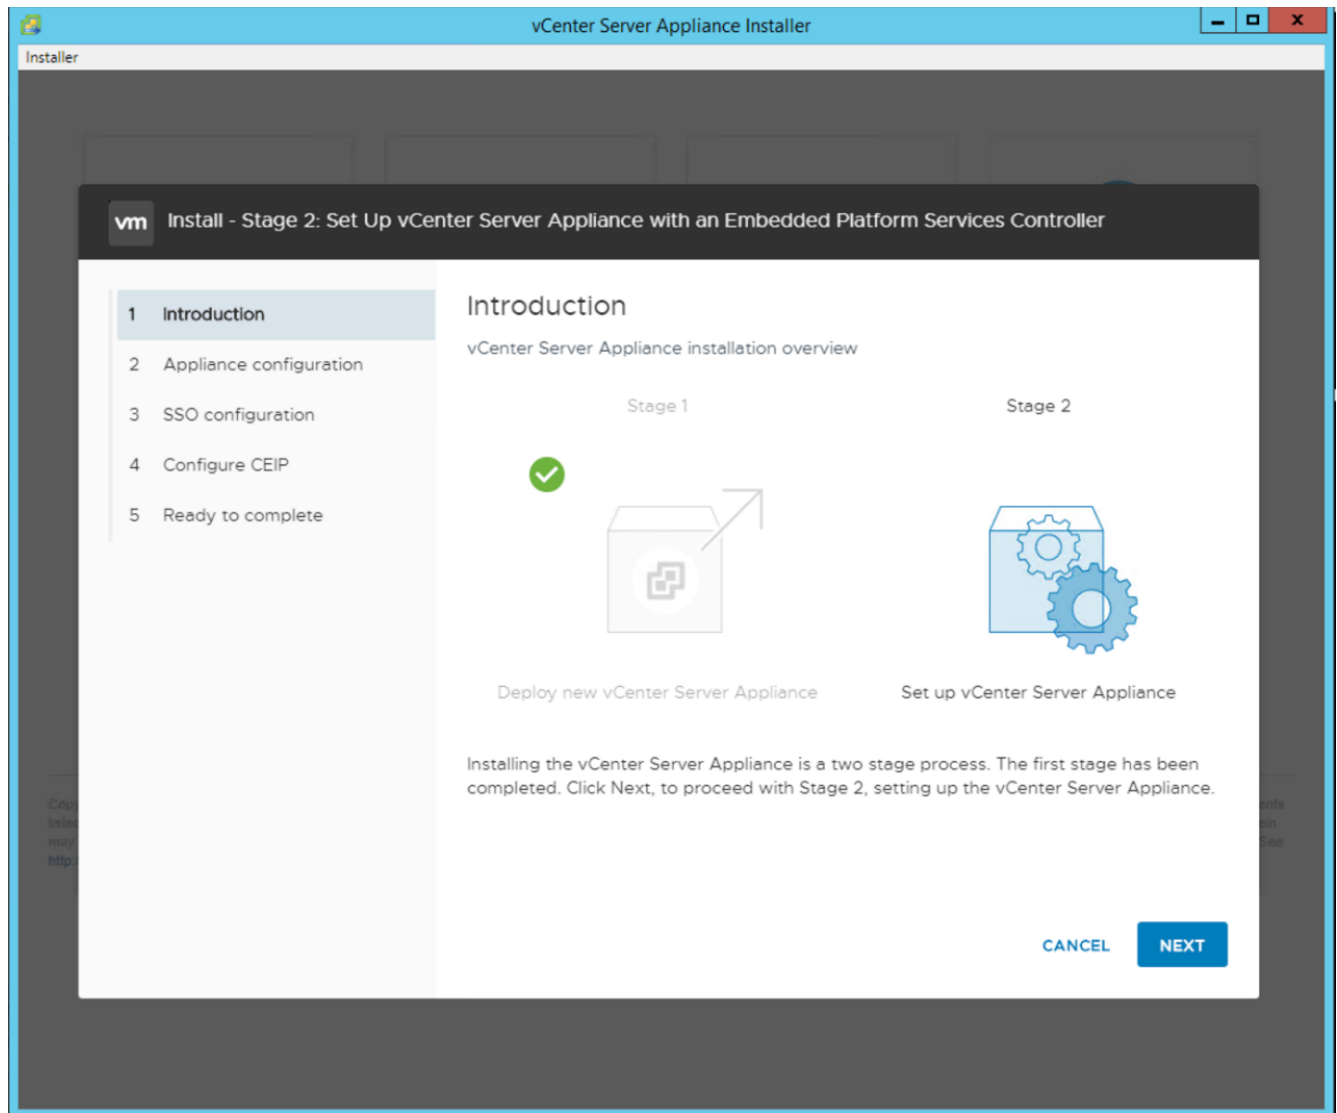 vCenter Server Appliance Installer
Installer
vm Install - Stage 2: Set Up vCenter Server Appliance with an Embedded Platform Services Controller
1 Introduction
2 Appliance configuration
3 SSO configuration
4 Configure CEIP
5 Ready to complete
Introduction
vCenter Server Appliance installation overview
Stage 1
Stage 2
Deploy new vCenter Server Appliance
Set up vCenter Server Appliance
Installing the vCenter Server Appliance is a two stage process. The first stage has been
completed. Click Next, to proceed with Stage 2, setting up the vCenter Server Appliance.
CANCEL
NEXT
may
See